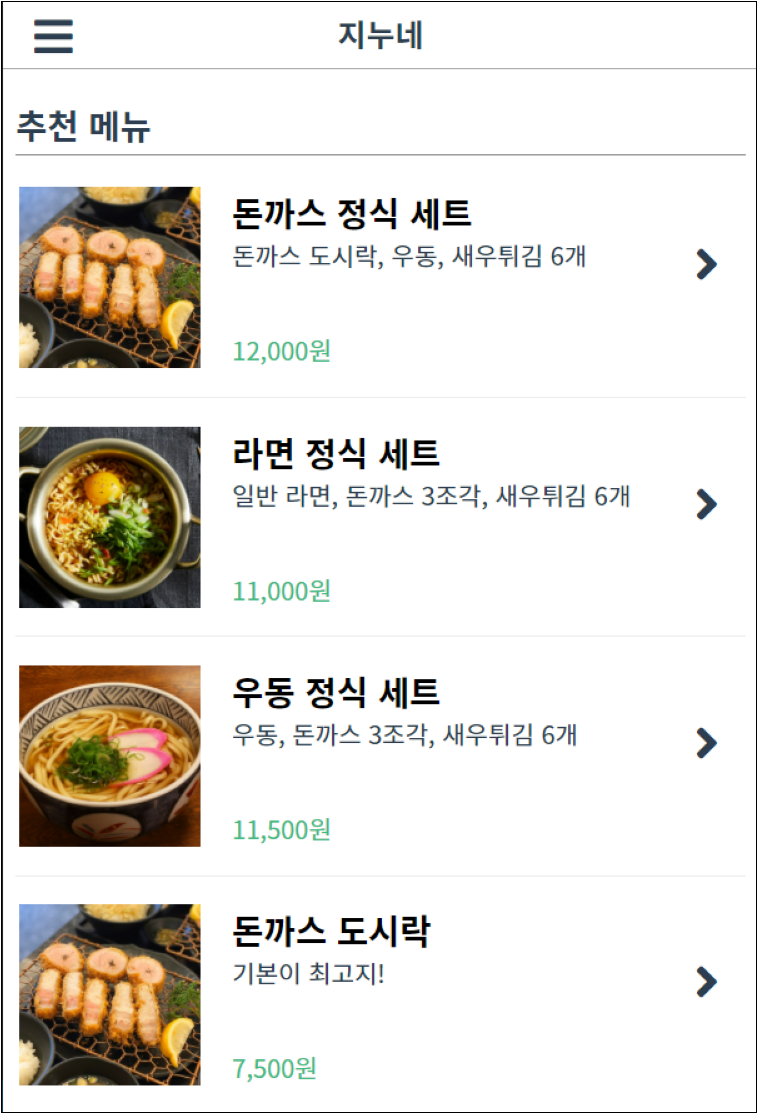 지누네
추천 메뉴
돈까스 정식 세트
돈까스 도시락, 우동, 새우튀김 6개
12,000원
라면 정식 세트
일반 라면, 돈까스 3조각, 새우튀김 6개
11,000원
우동 정식 세트
우동, 돈까스 3조각, 새우튀김 6개
11,500원
돈까스 도시락
기본이 최고지!
7,500원